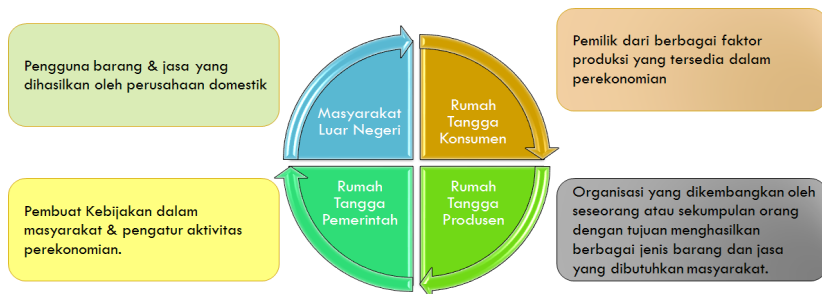 Pengguna barang & jasa yang
dihasilkan oleh perusahaan domestik
Masyarakat
Luar Negeri
Rumah
Tangga
Konsumen
Pemilik dari berbagai faktor
produksi yang tersedia dalam
perekonomian
Pembuat Kebijakan dalam
masyarakat & pengatur aktivitas
perekonomian.
Rumah
Tangga
Pemerintah
Rumah
Tangga
Produsen
Organisasi yang dikembangkan oleh
seseorang atau sekumpulan orang
dengan tujuan menghasilkan
berbagai jenis barang dan jasa
yang dibutuhkan masyarakat.